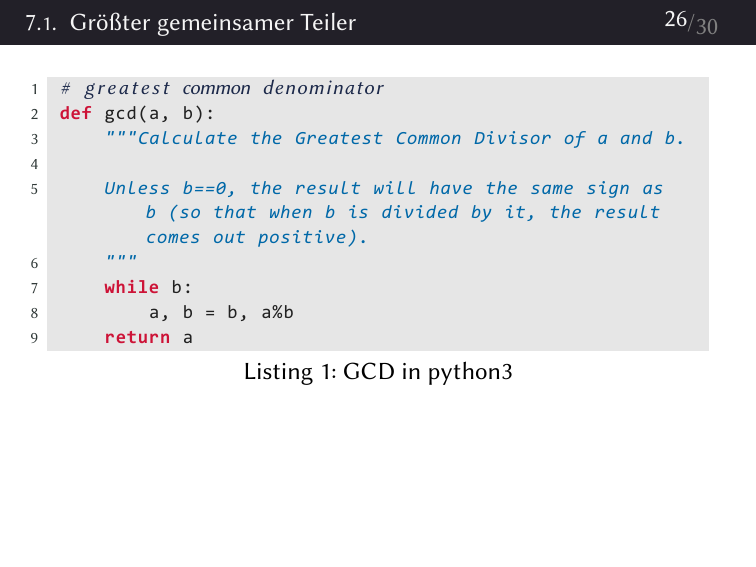 7.1. Größter gemeinsamer Teiler 26/30
1 # greatest common denominator
2 def gcd(a, b):
3 """Calculate the Greatest Common Divisor of a and b.
4
5 Unless b==0, the result will have the same sign as
b (so that when b is divided by it, the result
comes out positive).
6 """
7 while b:
8 a, b = b, a%b
9 return a
Listing 1: GCD in python3